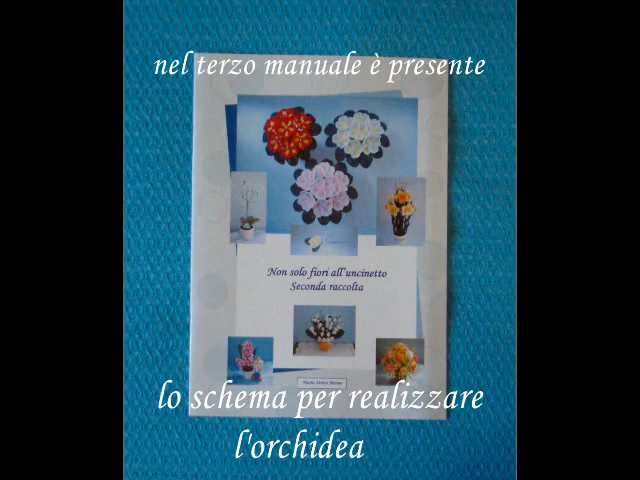 nel terzo manuale è presente
Non solo fiori all'uncinetto
Seconda raccolta
lo schema per realizzare
l'orchidea